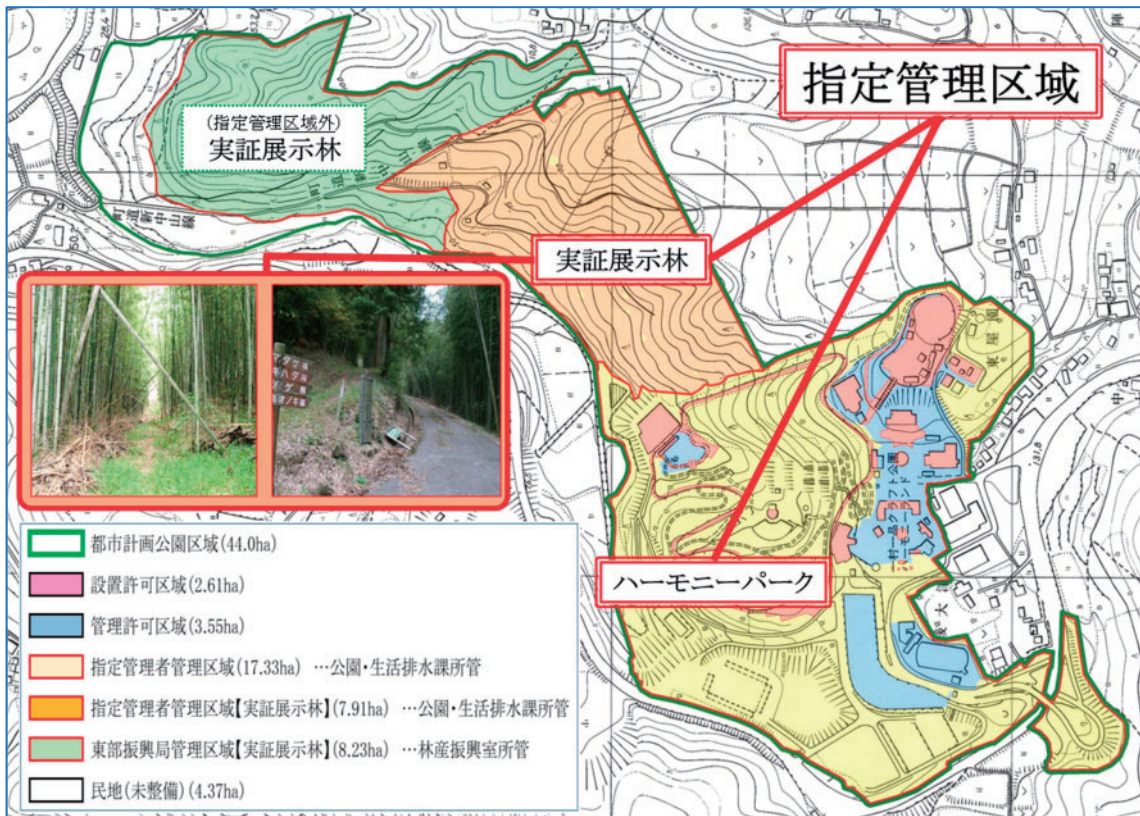 指定管理区域
(指定管理区域外)
実証展示林
町道新中山線
実証展示林
ハーモニーパーク
都市計画公園区域(44.0ha)
設置許可区域(2.61ha)
管理許可区域(3.55ha)
指定管理者管理区域(17.33ha) …公園・生活排水課所管
指定管理者管理区域【実証展示林】(7.91ha) …公園・生活排水課所管
東部振興局管理区域【実証展示林】(8.23ha) …林産振興室所管
民地(未整備)(4.37ha)